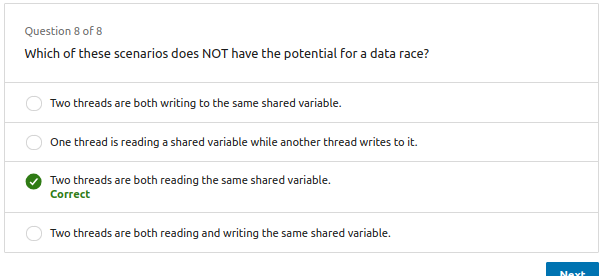 Question 8 of 8
Which of these scenarios does NOT have the potential for a data race?
Two threads are both writing to the same shared variable.
One thread is reading a shared variable while another thread writes to it.
Two threads are both reading the same shared variable.
Correct
Two threads are both reading and writing the same shared variable.
Next